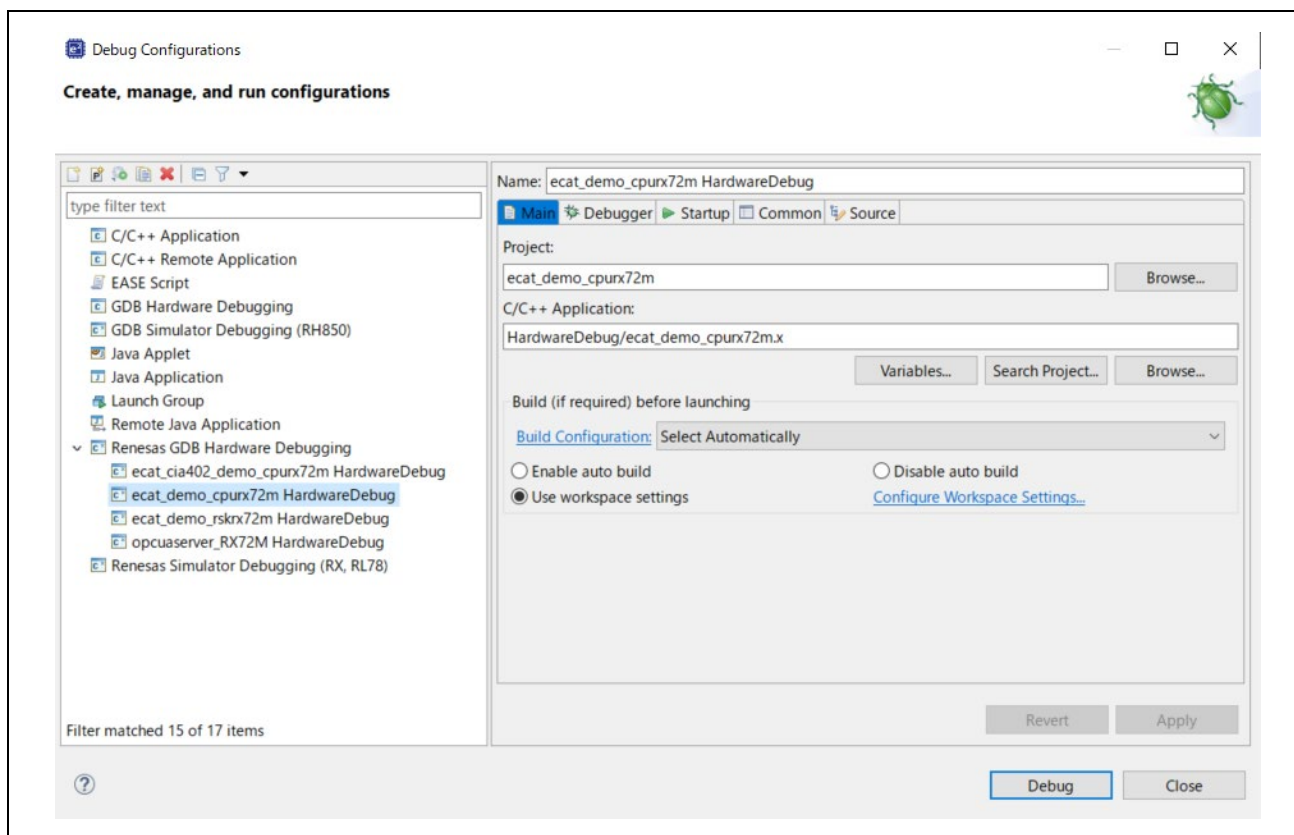 Debug Configurations
Create, manage, and run configurations
type filter text
C/C++ Application
C/C++ Remote Application
EASE Script
GDB Hardware Debugging
GDB Simulator Debugging (RH850)
Java Applet
Java Application
Launch Group
Remote Java Application
Renesas GDB Hardware Debugging
ecat_cia402_demo_cpurx72m HardwareDebug
ecat_demo_cpurx72m HardwareDebug
ecat_demo_rskrx72m HardwareDebug
opcuaserver_RX72M HardwareDebug
Renesas Simulator Debugging (RX, RL78)
Filter matched 15 of 17 items
Name: ecat_demo_cpurx72m HardwareDebug
Main Debugger Startup Common Source
Project:
ecat_demo_cpurx72m Browse...
C/C++ Application:
HardwareDebug/ecat_demo_cpurx72m.x
Variables... Search Project... Browse...
Build (if required) before launching
Build Configuration: Select Automatically
Enable auto build Disable auto build
Use workspace settings Configure Workspace Settings...
Revert Apply
Debug Close